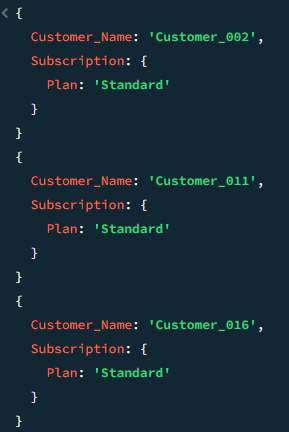 < {
Customer_Name: 'Customer_002',
Subscription: {
Plan: 'Standard'
}
}
{
Customer_Name: 'Customer_011',
Subscription: {
Plan: 'Standard'
}
}
{
Customer_Name: 'Customer_016',
Subscription: {
Plan: 'Standard'
}
}